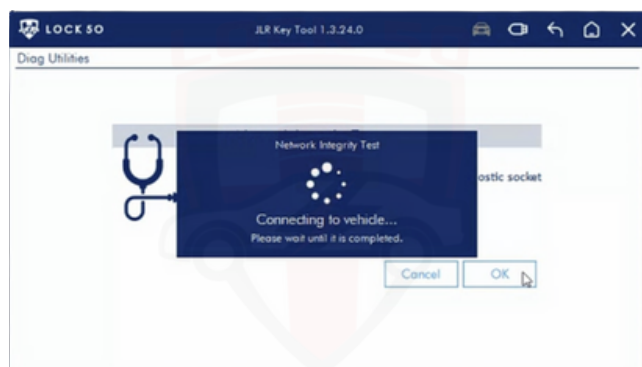 LOCK 50 JLR Key Tool 1.3.24.0
Diag Utilities
Network Integrity Test
ostic socket
Connecting to vehicle...
Please wait until it is completed.
Cancel OK